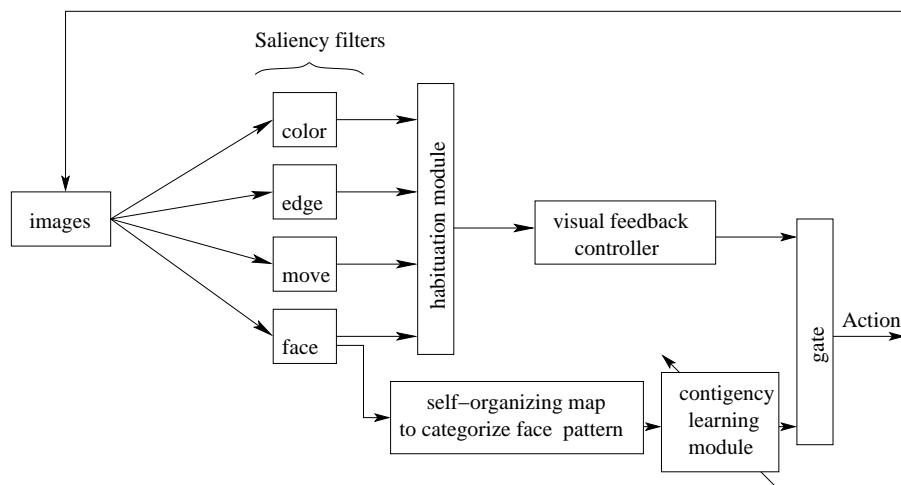 Saliency filters
color
edge
move
face
images
habituation module
visual feedback
controller
self−organizing map
to categorize face pattern
contigency
learning
module
gate
Action